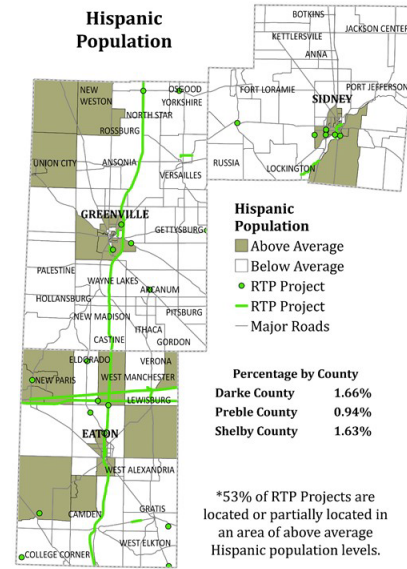 Hispanic
Population
BOTKINS
JACKSON CENTER
KETTLERSVILLE
ANNA
FORT LORAMIE
PORT JEFFERSON
SIDNEY
RUSSIA
LOCKINGTON
NEW
WESTON
OSGOOD
YORKSHIRE
NORTH STAR
ROSSBURG
UNION CITY
ANSONIA
VERSAILLES
GREENVILLE
GETTYSBURG
PALESTINE
WAYNE LAKES
ARCANUM
HOLLANSBURG
NEW MADISON
PITSBURG
ITHACA
CASTINE
GORDON
ELDORADO
VERONA
NEW PARIS
WEST MANCHESTER
LEWISBURG
EATON
WEST ALEXANDRIA
CAMDEN
GRATIS
WEST ELKTON
COLLEGE CORNER
Hispanic
Population
Above Average
Below Average
RTP Project
RTP Project
Major Roads
Percentage by County
Darke County 1.66%
Preble County 0.94%
Shelby County 1.63%
*53% of RTP Projects are
located or partially located in
an area of above average
Hispanic population levels.